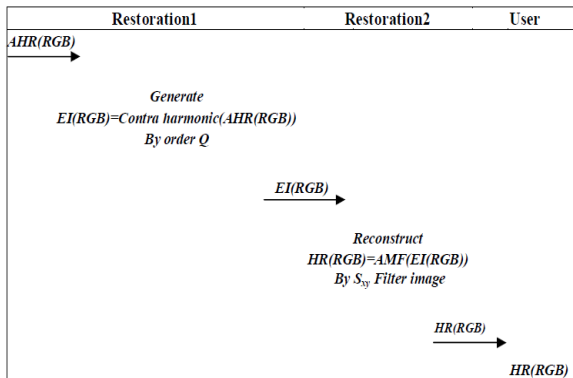 Restoration1 Restoration2 User
AHR(RGB)
Generate
EI(RGB)=Contra harmonic(AHR(RGB))
By order Q
EI(RGB)
Reconstruct
HR(RGB)=AMF(EI(RGB))
By Sxy Filter image
HR(RGB)
HR(RGB)